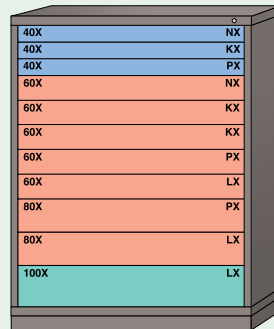 40X NX
40X KX
40X PX
60X NX
60X KX
60X KX
60X PX
60X LX
80X PX
80X LX
100X LX